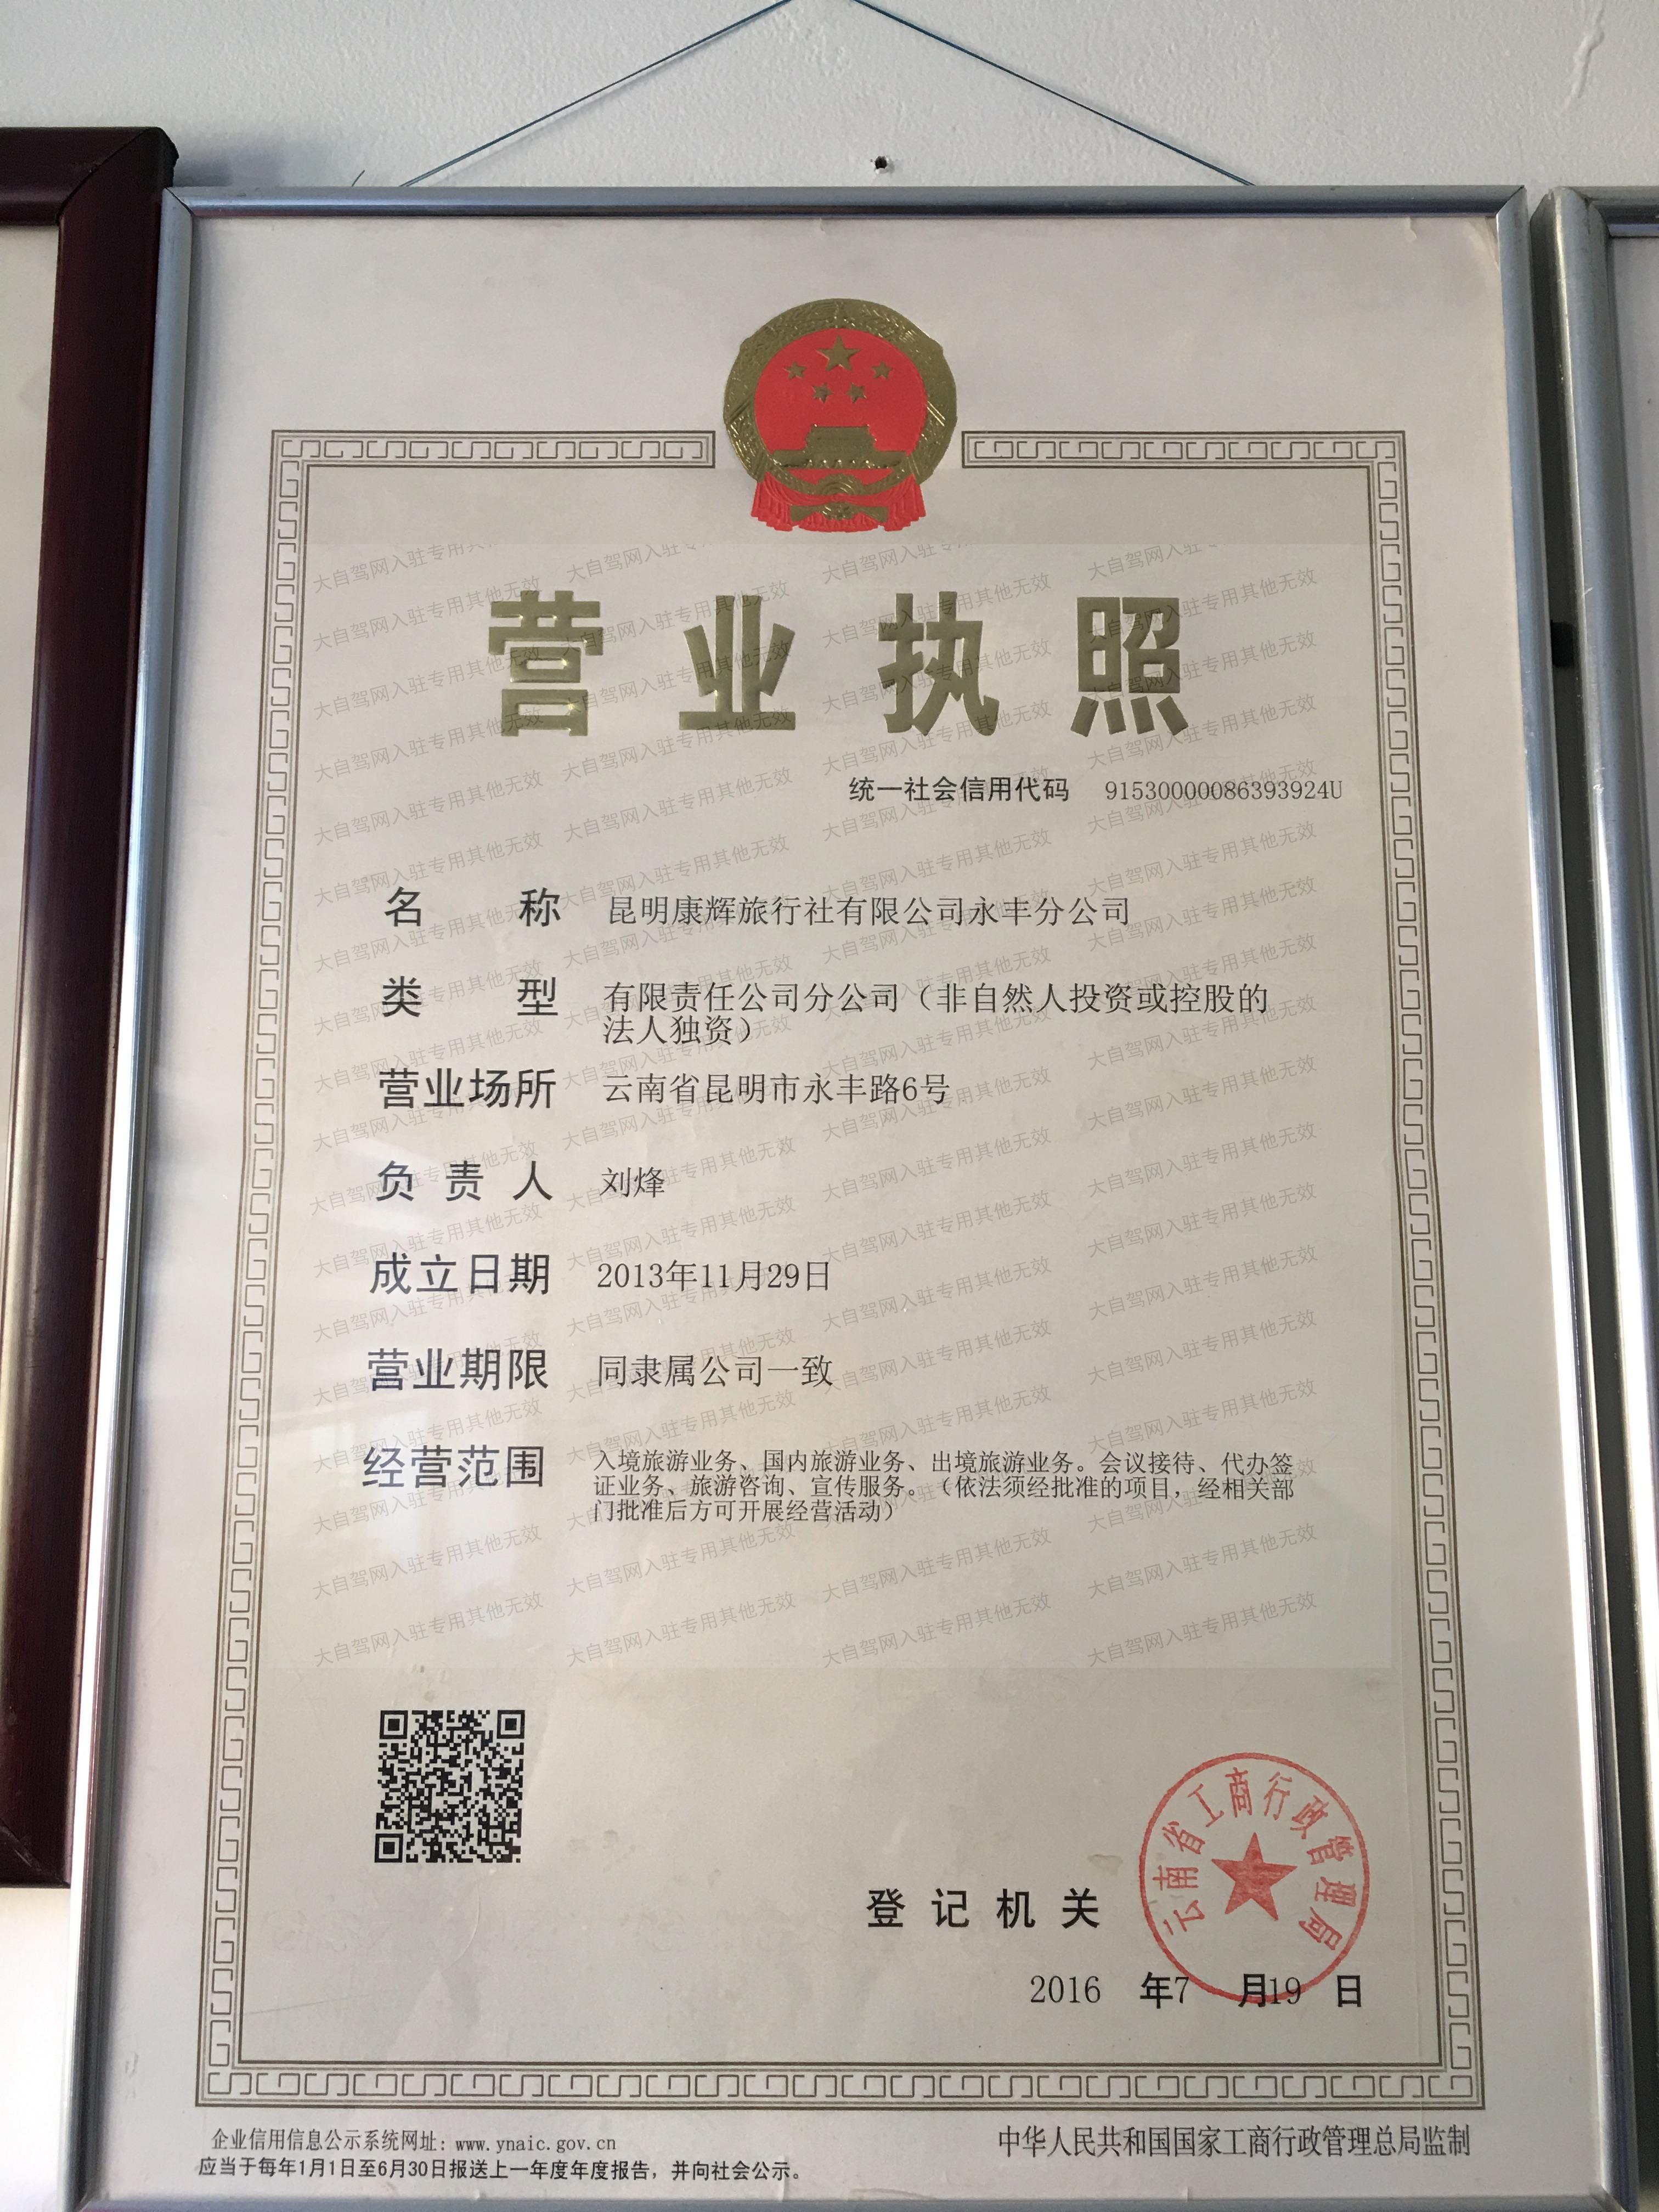 营业执照
统一社会信用代码 91530000086393924U
名称 昆明康辉旅行社有限公司永丰分公司
类型 有限责任公司分公司（非自然人投资或控股的
法人独资）
营业场所 云南省昆明市永丰路6号
负责人 刘烽
成立日期 2013年11月29日
营业期限 同隶属公司一致
经营范围 入境旅游业务、国内旅游业务、出境旅游业务。会议接待、代办签
证业务、旅游咨询、宣传服务。（依法须经批准的项目，经相关部
门批准后方可开展经营活动）
大自驾网入驻专用其他无效
云南省工商行政管理局
登记机关
2016 年7 月19 日
企业信用信息公示系统网址：www.ynaic.gov.cn
应当于每年1月1日至6月30日报送上一年度年度报告，并向社会公示。
中华人民共和国国家工商行政管理总局监制